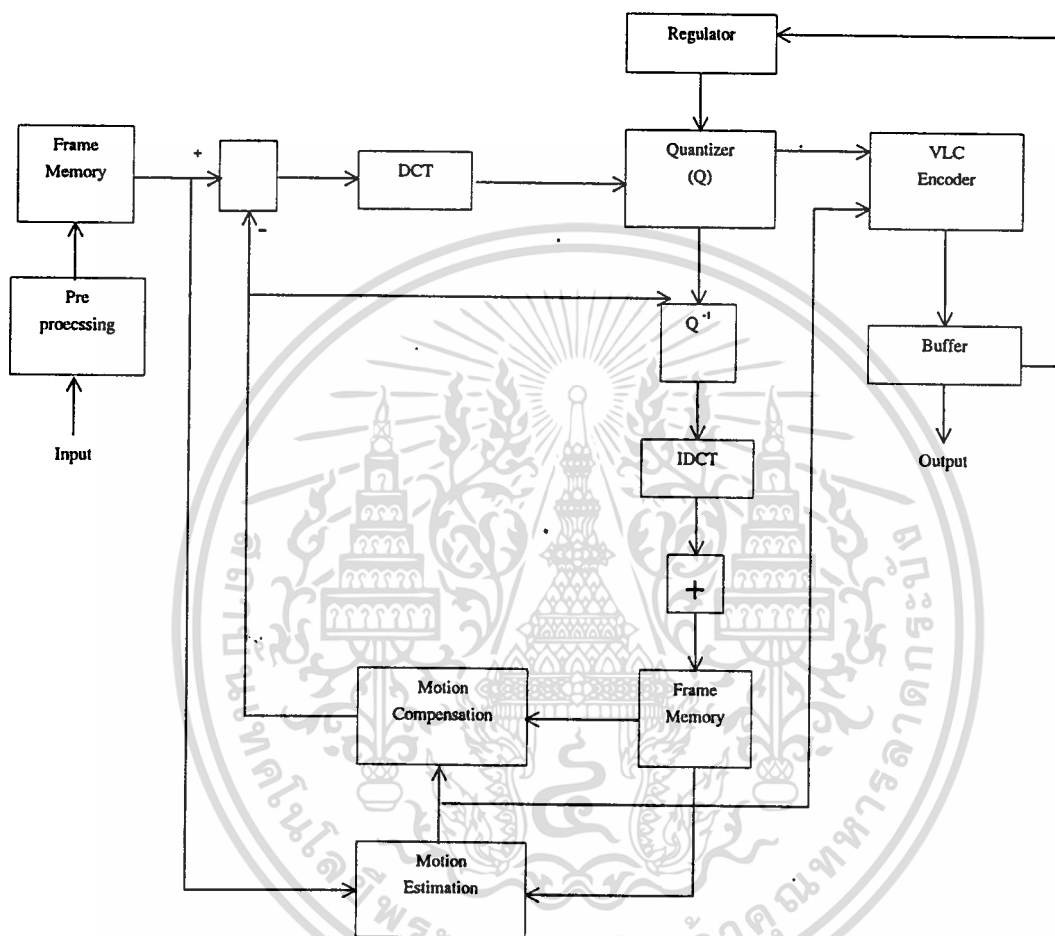 Regulator
Frame
Memory
+
DCT
Quantizer
(Q)
VLC
Encoder
-
Pre
proecssing
Q⁻¹
Buffer
Input
IDCT
Output
+
Motion
Compensation
Frame
Memory
Motion
Estimation